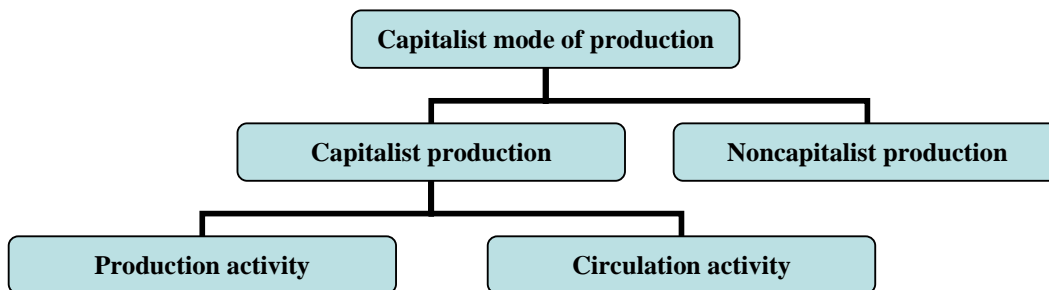 Capitalist mode of production
Capitalist production
Noncapitalist production
Production activity
Circulation activity